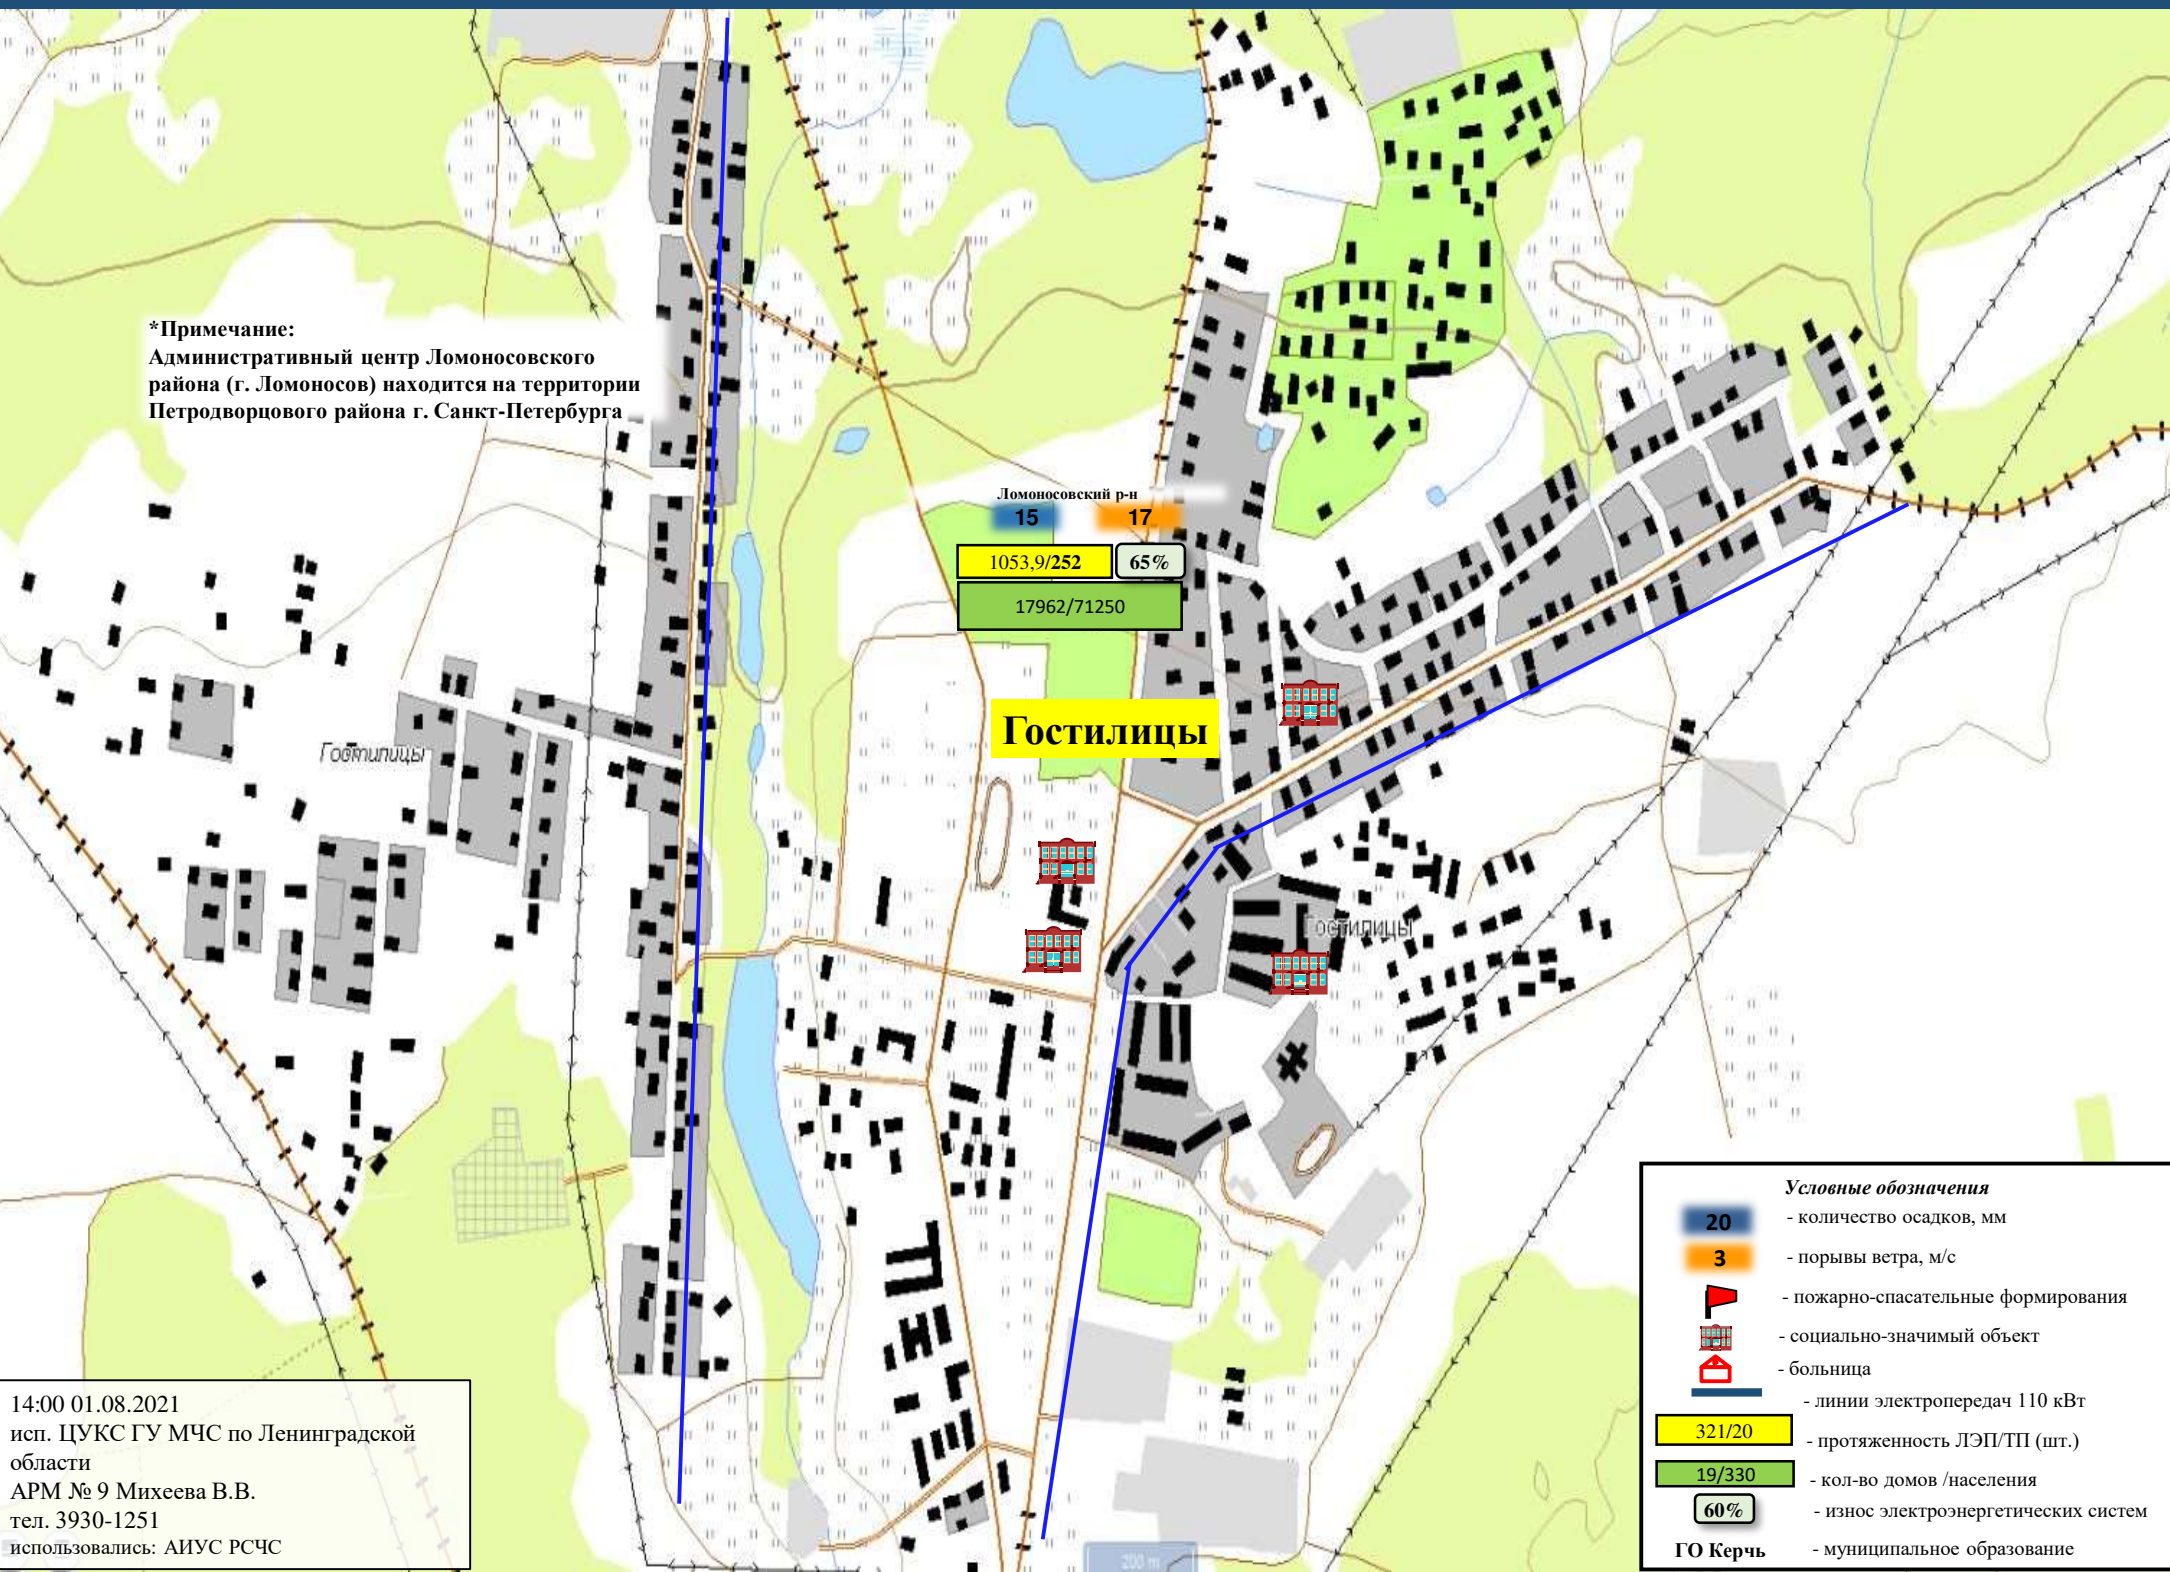 *Примечание:
Административный центр Ломоносовского
района (г. Ломоносов) находится на территории
Петродворцового района г. Санкт-Петербурга
Ломоносовский р-н
15
17
1053,9/252
65%
17962/71250
Гостилицы
Гостилицы
Гостилицы
14:00 01.08.2021
исп. ЦУКС ГУ МЧС по Ленинградской
области
АРМ № 9 Михеева В.В.
тел. 3930-1251
использовались: АИУС РСЧС
200 m
Условные обозначения
20 - количество осадков, мм
3 - порывы ветра, м/с
- пожарно-спасательные формирования
- социально-значимый объект
- больница
- линии электропередач 110 кВт
321/20 - протяженность ЛЭП/ТП (шт.)
19/330 - кол-во домов /населения
60% - износ электроэнергетических систем
ГО Керчь - муниципальное образование